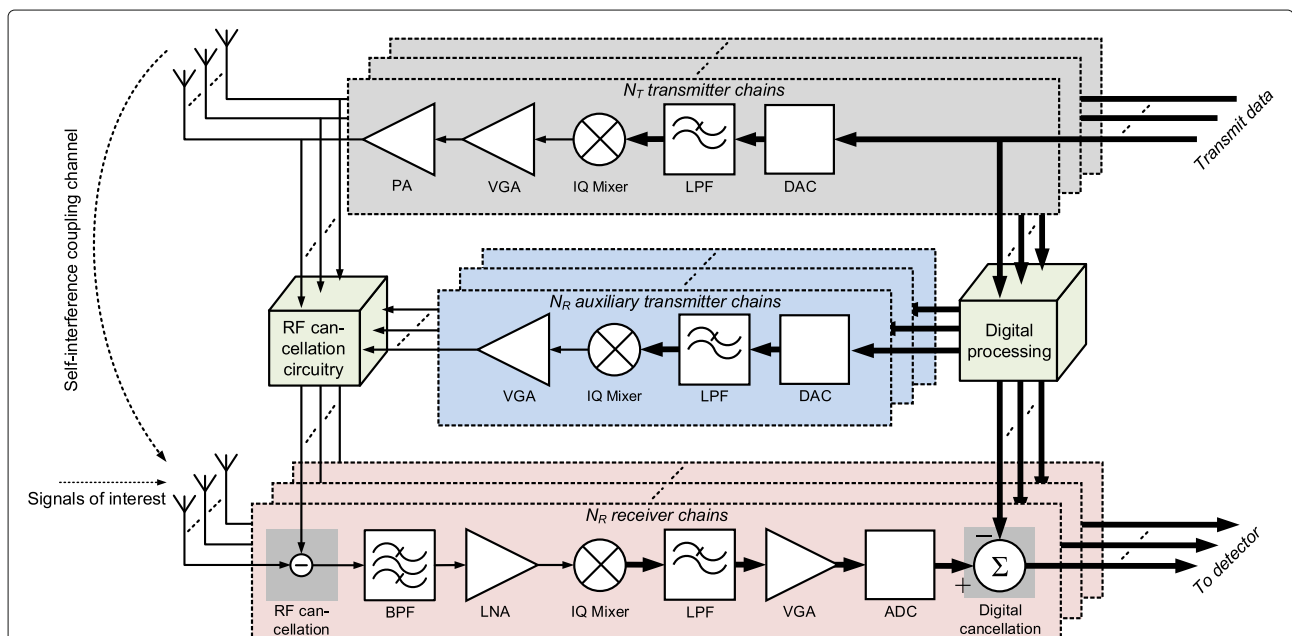 N_T transmitter chains
PA
VGA
IQ Mixer
LPF
DAC
Transmit data
Self-interference coupling channel
N_R auxiliary transmitter chains
RF can-
cellation
circuitry
VGA
IQ Mixer
LPF
DAC
Digital
processing
Signals of interest
N_R receiver chains
−
−
+
Σ
RF can-
cellation
BPF
LNA
IQ Mixer
LPF
VGA
ADC
Digital
cancellation
To detector